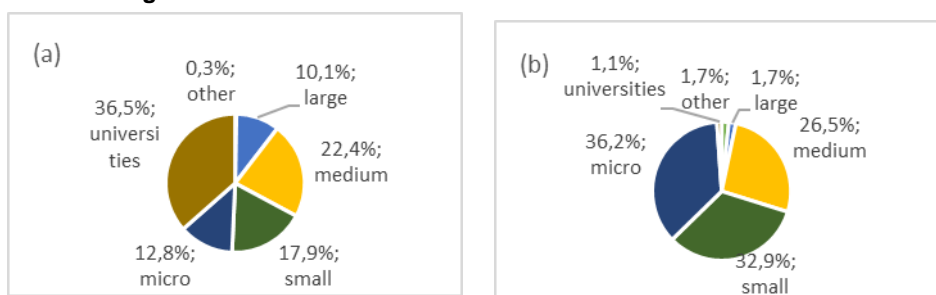 (a)
0,3%;
other
10,1%;
large
36,5%;
universi
ties
22,4%;
medium
12,8%;
micro
17,9%;
small
(b)
1,1%;
universities
1,7%;
other
1,7%;
large
36,2%;
micro
26,5%;
medium
32,9%;
small